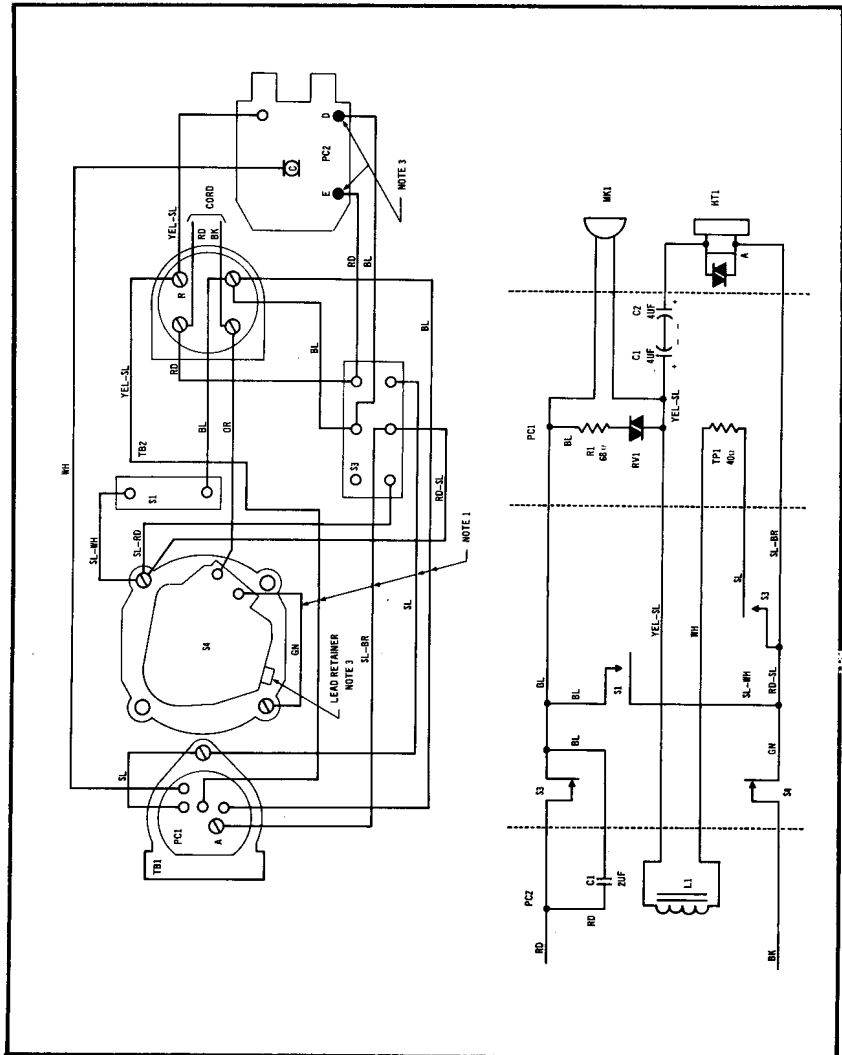 WH
YEL-SL
C
PC2
D
E
NOTE 3
CORD
RD
BK
R
YEL-SL
TB2
BL
OR
RD
BL
RD
BL
BL
S1
SL-WH
SL-RD
S3
RD-SL
NOTE 1
S4
GN
LEAD RETAINER
NOTE 3
SL-BR
SL
SL
PC1
A
TB1
MK1
HT1
A
C2
4UF
C1
4UF
+
-
-
+
PC1
BL
R1
68Ω
RV1
YEL-SL
TP1
40Ω
BL
YEL-SL
WH
SL
SL-BR
S3
BL
S1
SL-WH
RD-SL
BL
GN
S3
S4
PC2
C1
2UF
RD
RD
L1
BK